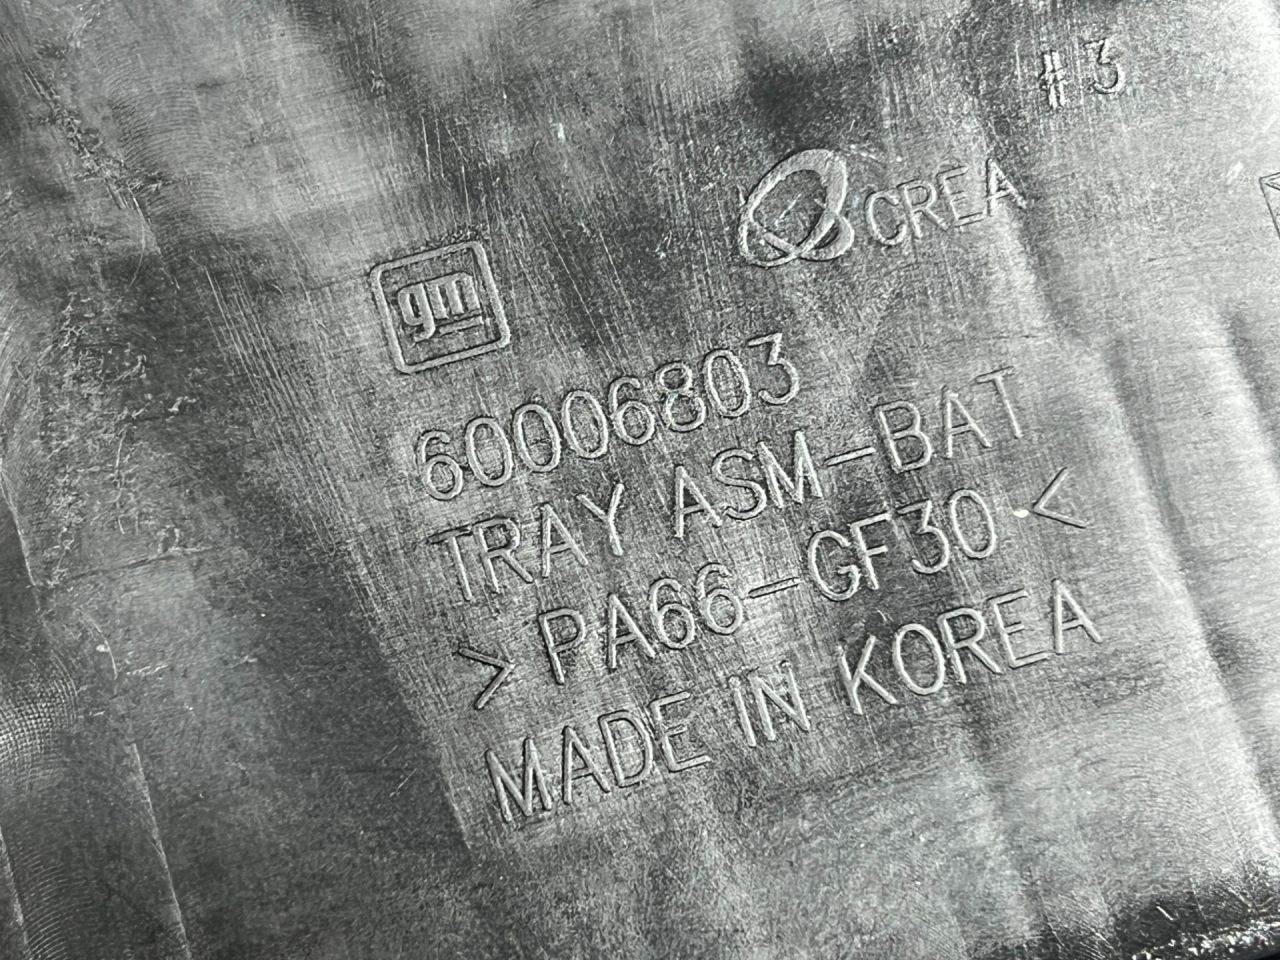 #3
CREA
gm
60006803
TRAY ASM-BAT
>PA66-GF30<
MADE IN KOREA